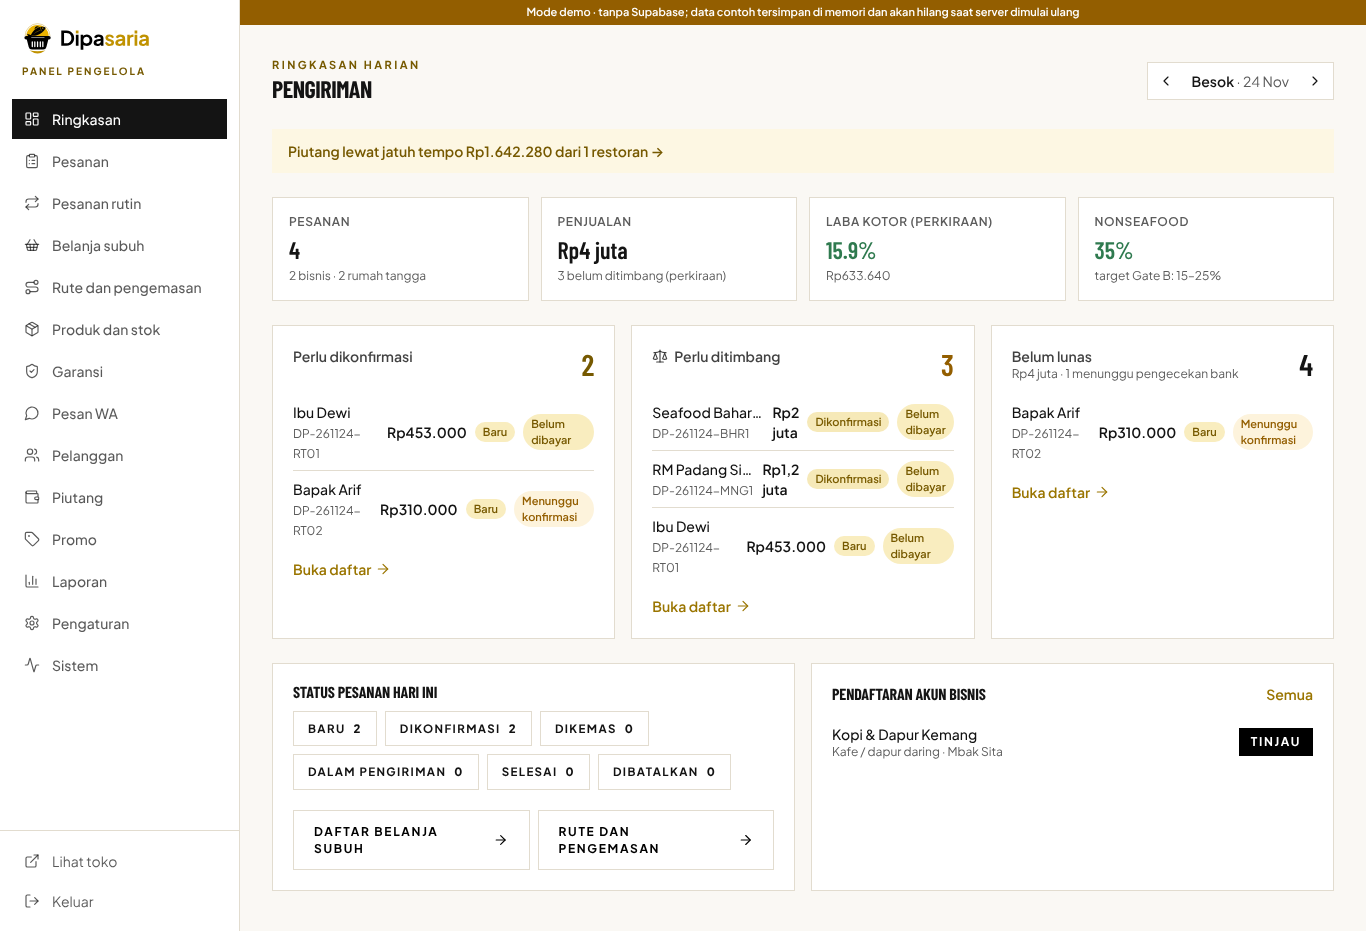 Mode demo · tanpa Supabase; data contoh tersimpan di memori dan akan hilang saat server dimulai ulang
Dipasaria
PANEL PENGELOLA
Ringkasan
Pesanan
Pesanan rutin
Belanja subuh
Rute dan pengemasan
Produk dan stok
Garansi
Pesan WA
Pelanggan
Piutang
Promo
Laporan
Pengaturan
Sistem
Lihat toko
Keluar
RINGKASAN HARIAN
PENGIRIMAN
Besok · 24 Nov
Piutang lewat jatuh tempo Rp1.642.280 dari 1 restoran →
PESANAN
4
2 bisnis · 2 rumah tangga
PENJUALAN
Rp4 juta
3 belum ditimbang (perkiraan)
LABA KOTOR (PERKIRAAN)
15.9%
Rp633.640
NONSEAFOOD
35%
target Gate B: 15–25%
Perlu dikonfirmasi
2
Ibu Dewi
DP-261124-
RT01
Rp453.000
Baru
Belum
dibayar
Bapak Arif
DP-261124-
RT02
Rp310.000
Baru
Menunggu
konfirmasi
Buka daftar →
Perlu ditimbang
3
Seafood Bahar...
DP-261124-BHR1
Rp2
juta
Dikonfirmasi
Belum
dibayar
RM Padang Si...
DP-261124-MNG1
Rp1,2
juta
Dikonfirmasi
Belum
dibayar
Ibu Dewi
DP-261124-
RT01
Rp453.000
Baru
Belum
dibayar
Buka daftar →
Belum lunas
Rp4 juta · 1 menunggu pengecekan bank
4
Bapak Arif
DP-261124-
RT02
Rp310.000
Baru
Menunggu
konfirmasi
Buka daftar →
STATUS PESANAN HARI INI
BARU 2
DIKONFIRMASI 2
DIKEMAS 0
DALAM PENGIRIMAN 0
SELESAI 0
DIBATALKAN 0
DAFTAR BELANJA
SUBUH
→
RUTE DAN
PENGEMASAN
→
PENDAFTARAN AKUN BISNIS
Semua
Kopi & Dapur Kemang
Kafe / dapur daring · Mbak Sita
TINJAU